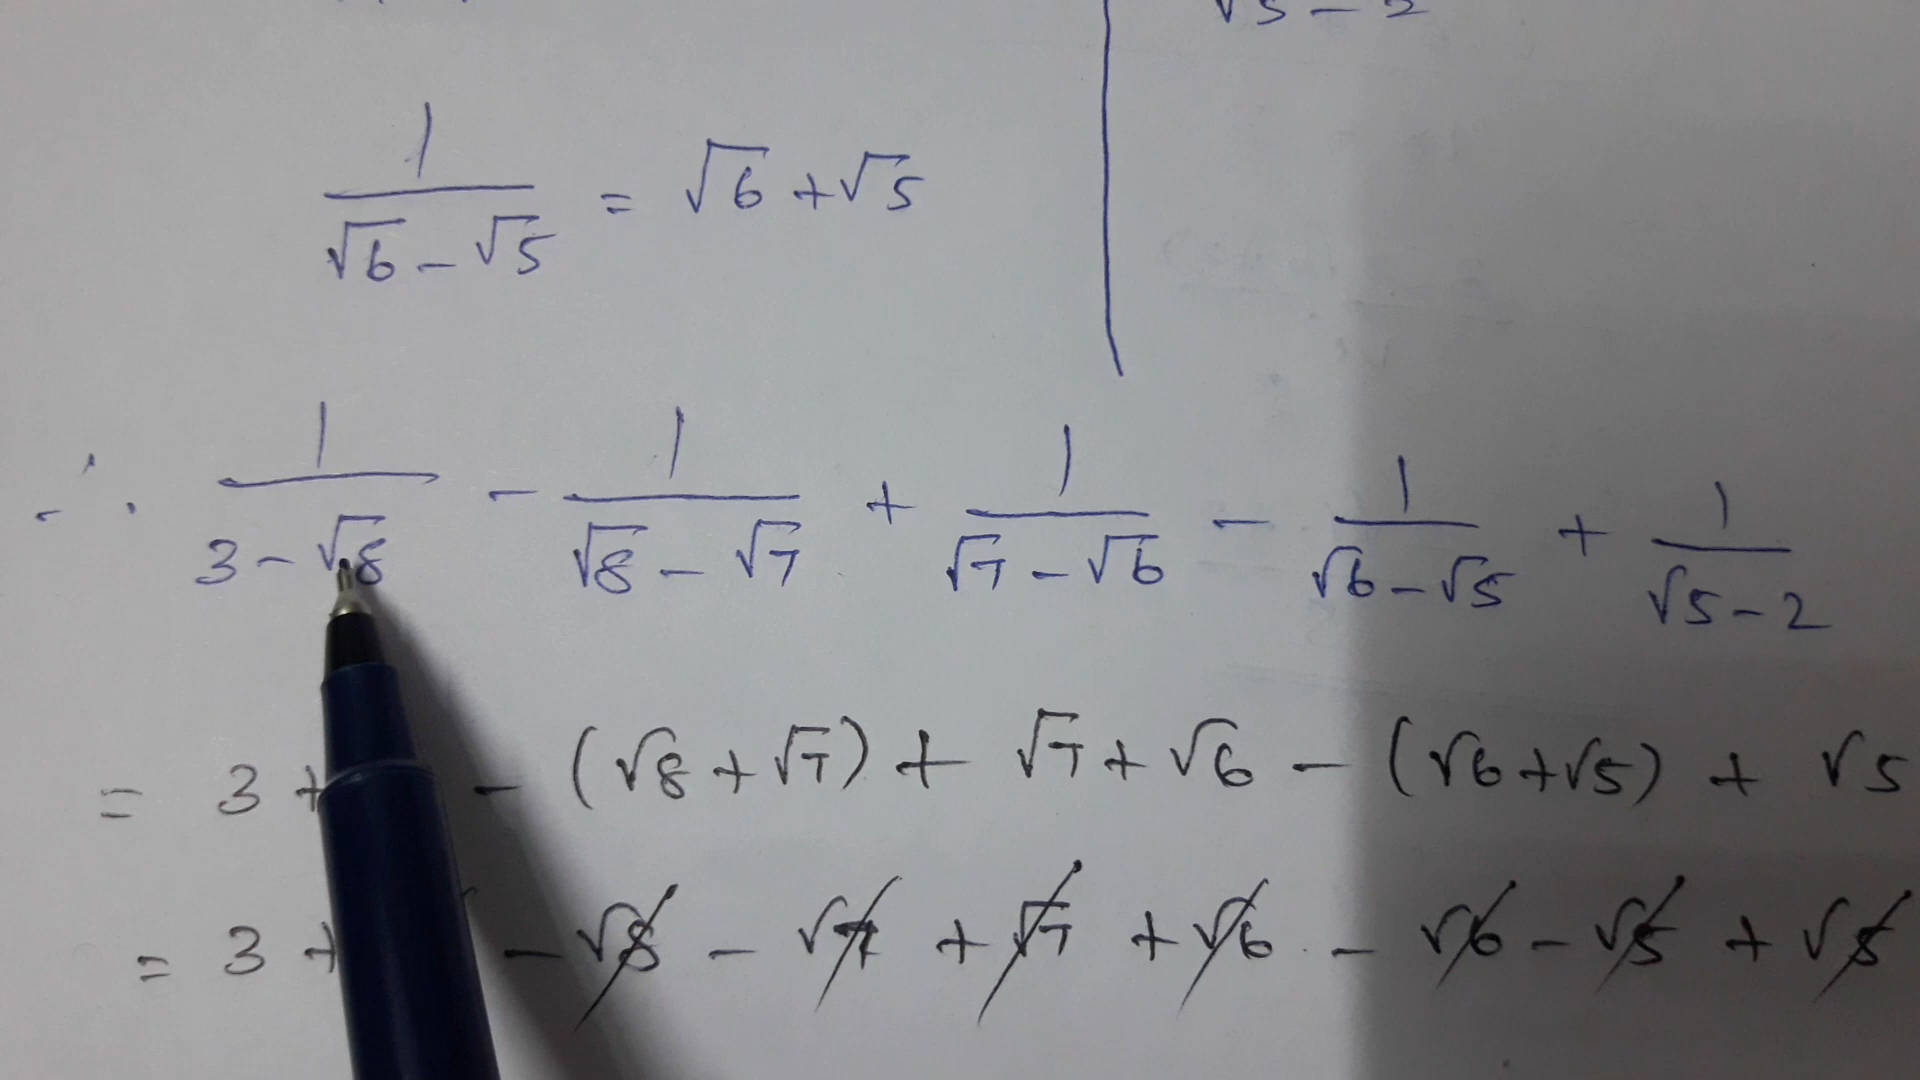 √5 - 2
1/(√6 - √5) = √6 + √5
∴ 1/(3 - √8) - 1/(√8 - √7) + 1/(√7 - √6) - 1/(√6 - √5) + 1/(√5 - 2)
= 3 + - (√8 + √7) + √7 + √6 - (√6 + √5) + √5
= 3 + - √8 - √7 + √7 + √6 - √6 - √5 + √5